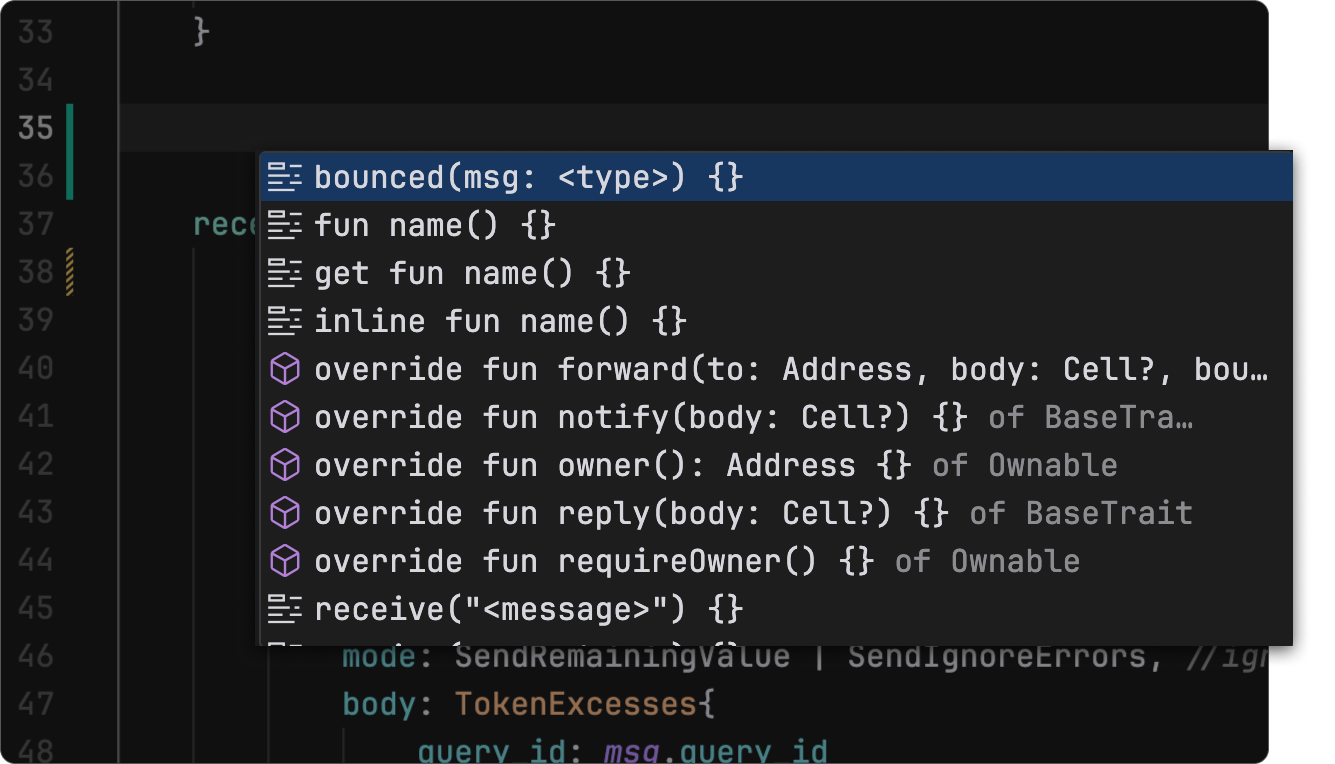 33 }
34
35
36 bounced(msg: <type>) {}
37 rece fun name() {}
38 get fun name() {}
39 inline fun name() {}
40 override fun forward(to: Address, body: Cell?, bou…
41 override fun notify(body: Cell?) {} of BaseTra…
42 override fun owner(): Address {} of Ownable
43 override fun reply(body: Cell?) {} of BaseTrait
44 override fun requireOwner() {} of Ownable
45 receive("<message>") {}
46 mode: SendRemainingValue | SendIgnoreErrors, //ign
47 body: TokenExcesses{
48 query_id: msg.query_id